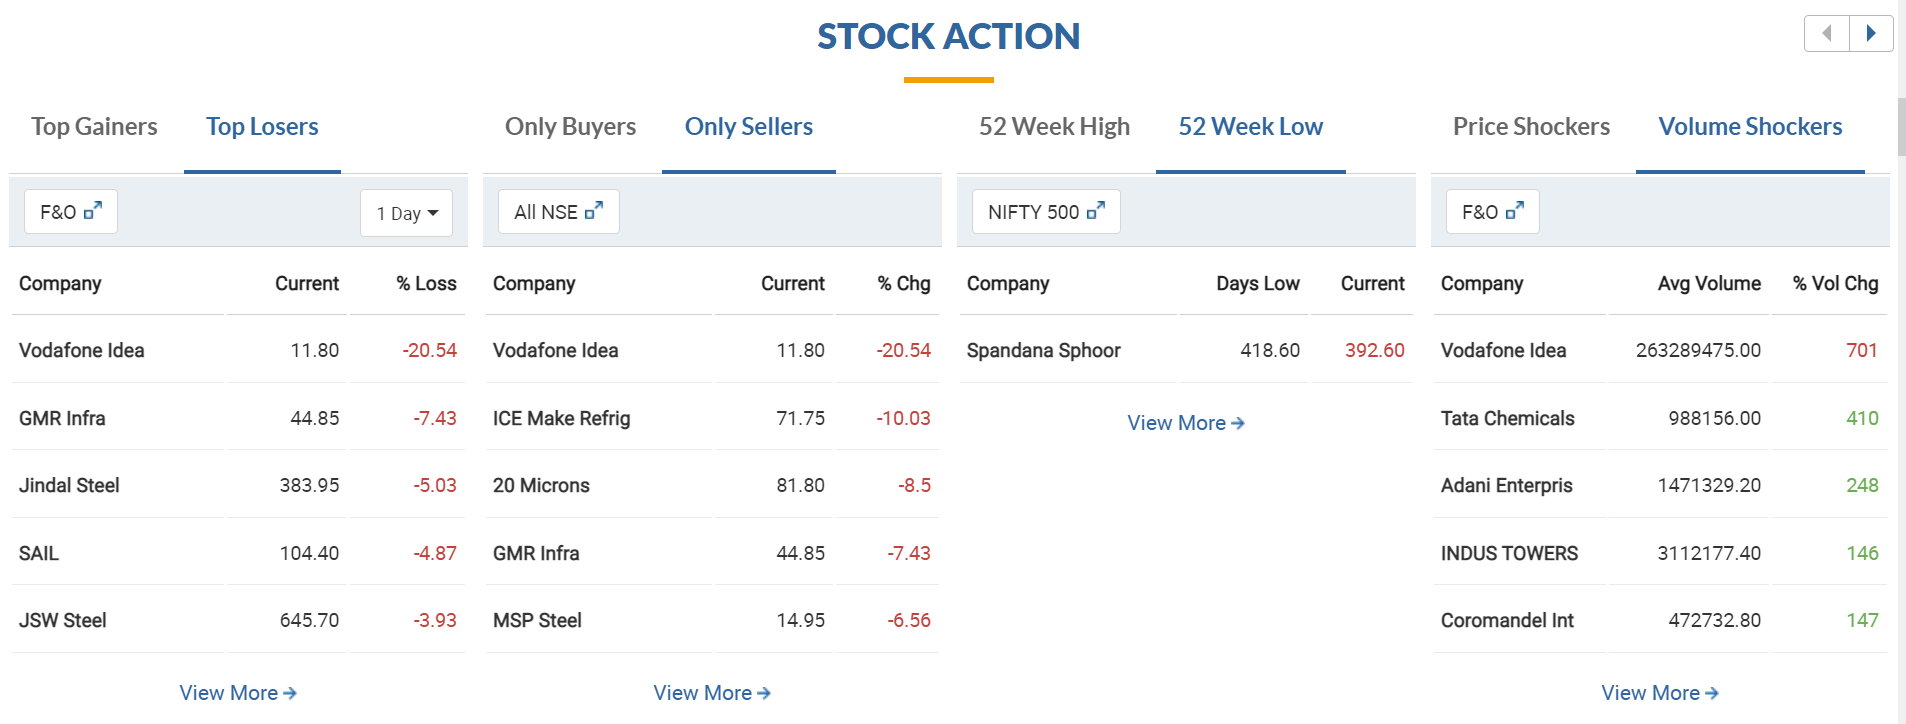 STOCK ACTION
Top Gainers Top Losers
F&O 1 Day
Company Current % Loss
Vodafone Idea 11.80 -20.54
GMR Infra 44.85 -7.43
Jindal Steel 383.95 -5.03
SAIL 104.40 -4.87
JSW Steel 645.70 -3.93
View More
Only Buyers Only Sellers
All NSE
Company Current % Chg
Vodafone Idea 11.80 -20.54
ICE Make Refrig 71.75 -10.03
20 Microns 81.80 -8.5
GMR Infra 44.85 -7.43
MSP Steel 14.95 -6.56
View More
52 Week High 52 Week Low
NIFTY 500
Company Days Low Current
Spandana Sphoor 418.60 392.60
View More
Price Shockers Volume Shockers
F&O
Company Avg Volume % Vol Chg
Vodafone Idea 263289475.00 701
Tata Chemicals 988156.00 410
Adani Enterpris 1471329.20 248
INDUS TOWERS 3112177.40 146
Coromandel Int 472732.80 147
View More